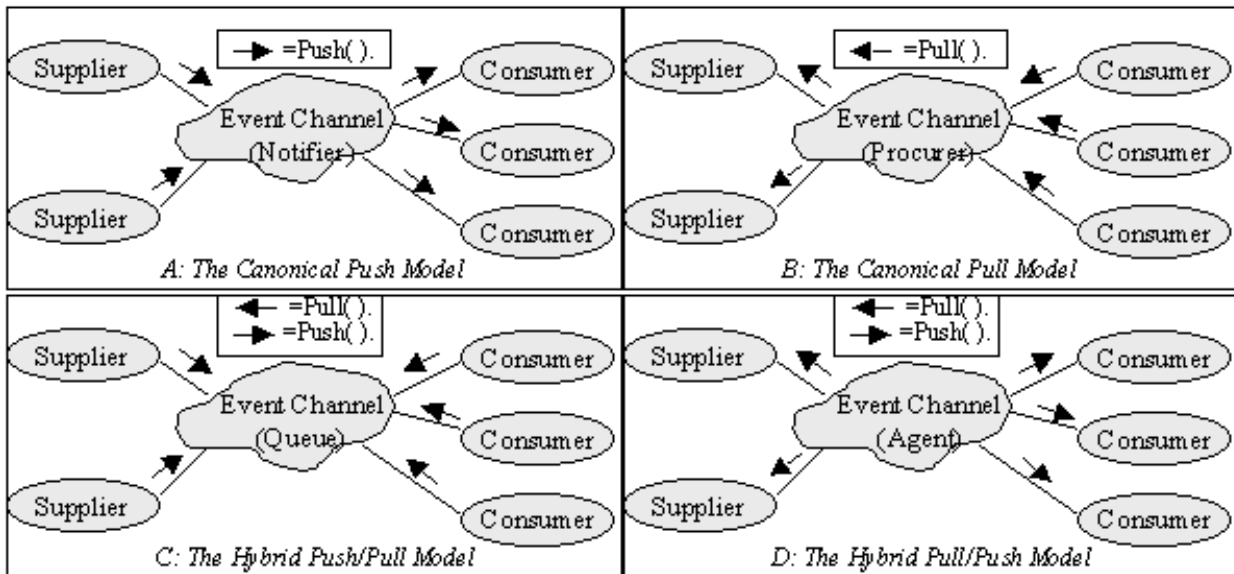 =Push( ).
Supplier
Consumer
Event Channel
(Notifier)
Consumer
Supplier
Consumer
A: The Canonical Push Model
=Pull( ).
Supplier
Consumer
Event Channel
(Procurer)
Consumer
Supplier
Consumer
B: The Canonical Pull Model
=Pull( ).
=Push( ).
Supplier
Consumer
Event Channel
(Queue)
Consumer
Supplier
Consumer
C: The Hybrid Push/Pull Model
=Pull( ).
=Push( ).
Supplier
Consumer
Event Channel
(Agent)
Consumer
Supplier
Consumer
D: The Hybrid Pull/Push Model